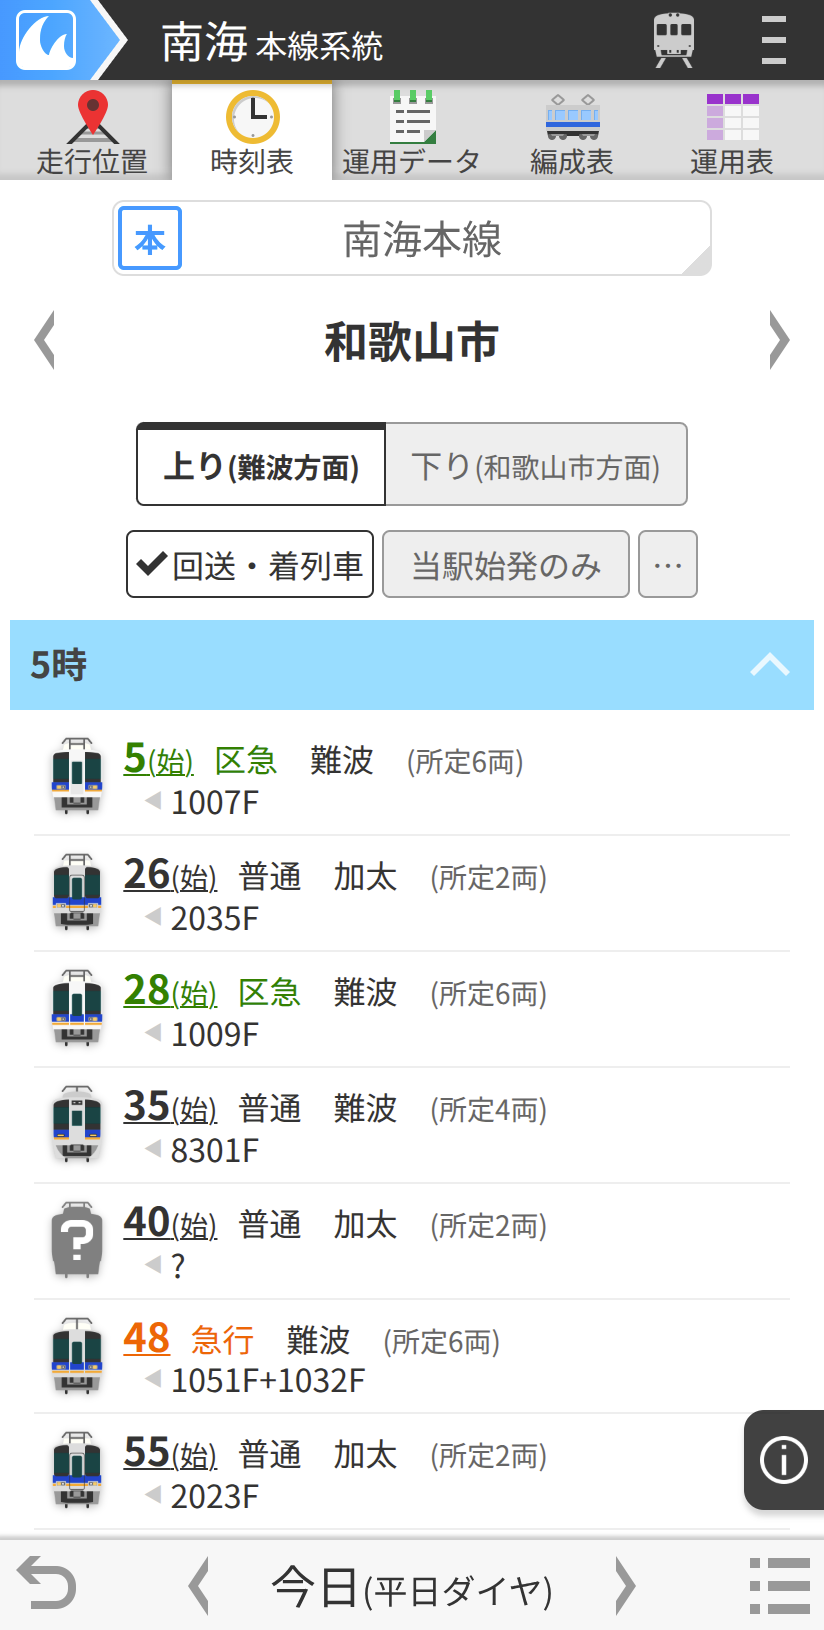 南海 本線系統
走行位置 時刻表 運用データ 編成表 運用表
本 南海本線
和歌山市
上り(難波方面) 下り(和歌山市方面)
回送・着列車 当駅始発のみ …
5時
5(始) 区急 難波 (所定6両)
◀ 1007F
26(始) 普通 加太 (所定2両)
◀ 2035F
28(始) 区急 難波 (所定6両)
◀ 1009F
35(始) 普通 難波 (所定4両)
◀ 8301F
40(始) 普通 加太 (所定2両)
◀ ?
48 急行 難波 (所定6両)
◀ 1051F+1032F
55(始) 普通 加太 (所定2両)
◀ 2023F
今日(平日ダイヤ)